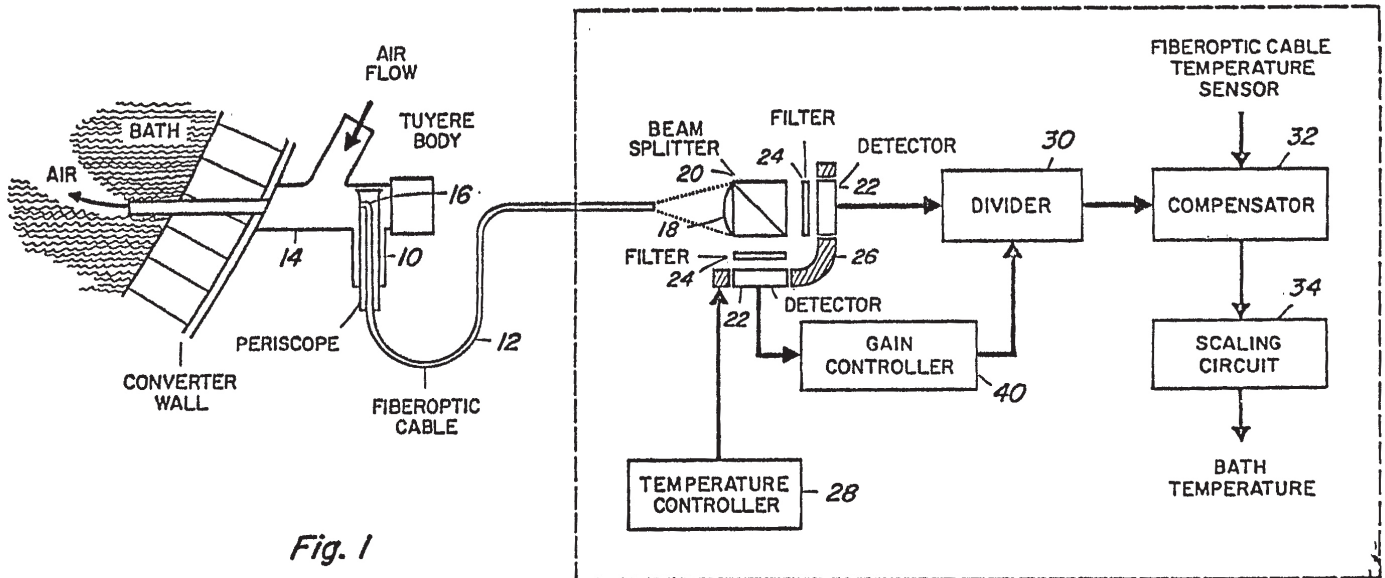 AIR
FLOW
TUYERE
BODY
BATH
AIR
16
14
10
PERISCOPE
12
CONVERTER
WALL
FIBEROPTIC
CABLE
Fig. 1
BEAM
SPLITTER
20
FILTER
24
DETECTOR
22
18
FILTER
24
26
22
DETECTOR
30
DIVIDER
FIBEROPTIC CABLE
TEMPERATURE
SENSOR
32
COMPENSATOR
34
SCALING
CIRCUIT
GAIN
CONTROLLER
40
BATH
TEMPERATURE
TEMPERATURE
CONTROLLER
28